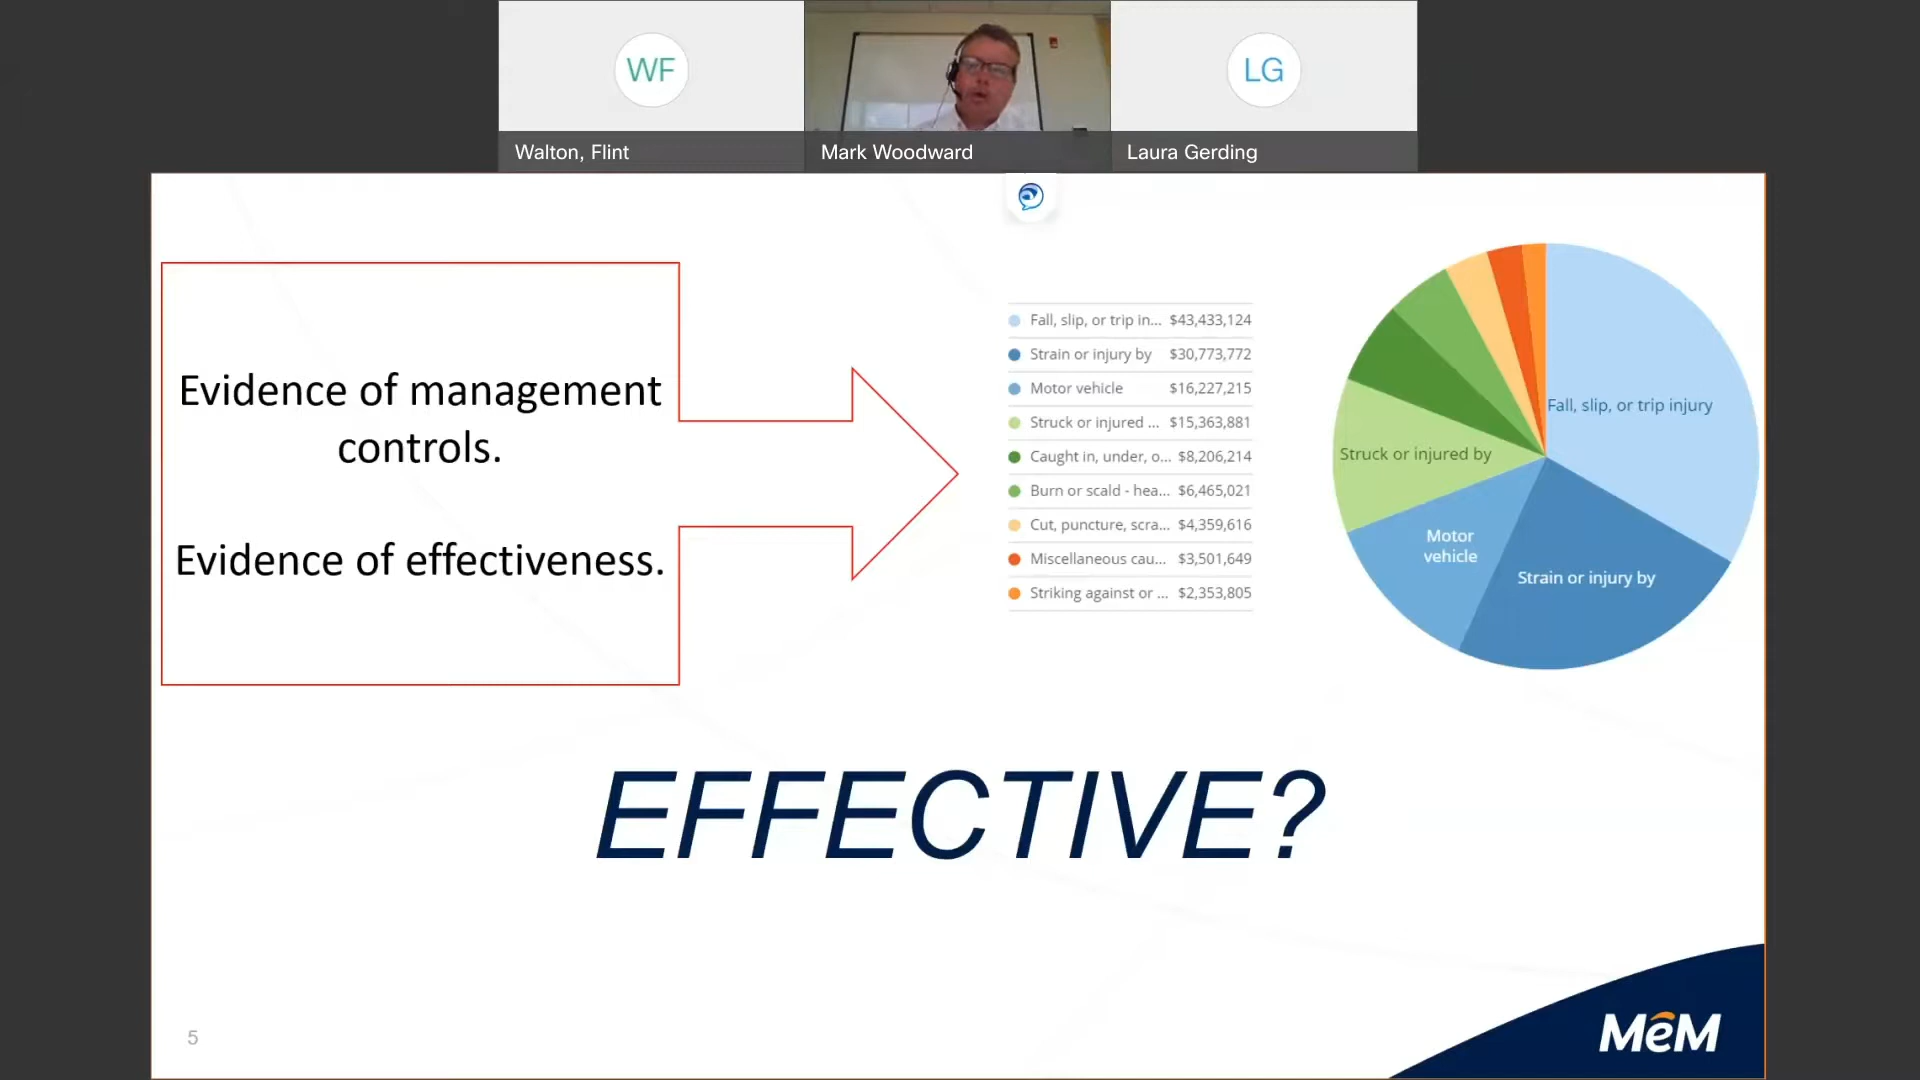 WF
LG
Walton, Flint
Mark Woodward
Laura Gerding
Evidence of management
controls.
Evidence of effectiveness.
Fall, slip, or trip in... $43,433,124
Strain or injury by $30,773,772
Motor vehicle $16,227,215
Struck or injured ... $15,363,881
Caught in, under, o... $8,206,214
Burn or scald - hea... $6,465,021
Cut, puncture, scra... $4,359,616
Miscellaneous cau... $3,501,649
Striking against or ... $2,353,805
Fall, slip, or trip injury
Struck or injured by
Motor
vehicle
Strain or injury by
EFFECTIVE?
5
MeM